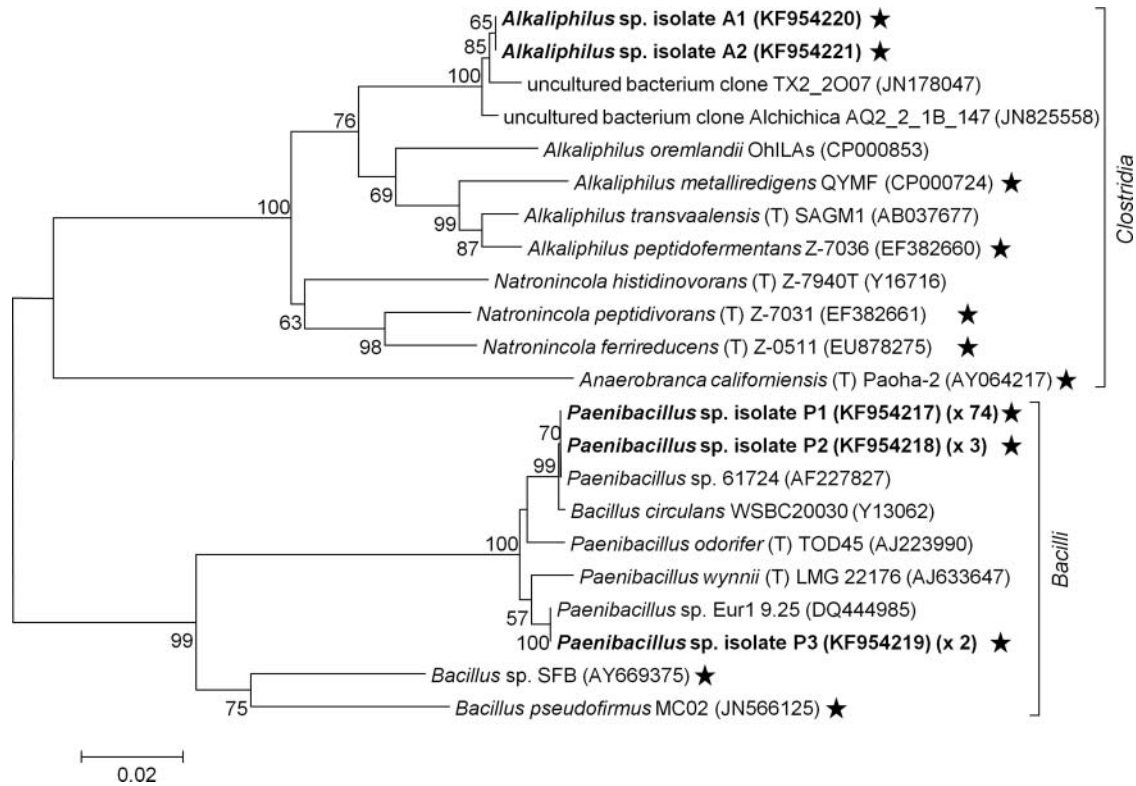 65
Alkaliphilus sp. isolate A1 (KF954220) ★
85
Alkaliphilus sp. isolate A2 (KF954221) ★
100
uncultured bacterium clone TX2_2O07 (JN178047)
uncultured bacterium clone Alchichica AQ2_2_1B_147 (JN825558)
76
Alkaliphilus oremlandii OhILAs (CP000853)
69
Alkaliphilus metalliredigens QYMF (CP000724) ★
99
Alkaliphilus transvaalensis (T) SAGM1 (AB037677)
87
Alkaliphilus peptidofermentans Z-7036 (EF382660) ★
100
Natronincola histidinovorans (T) Z-7940T (Y16716)
63
Natronincola peptidivorans (T) Z-7031 (EF382661) ★
98
Natronincola ferrireducens (T) Z-0511 (EU878275) ★
Anaerobranca californiensis (T) Paoha-2 (AY064217) ★
Clostridia
Paenibacillus sp. isolate P1 (KF954217) (x 74) ★
70
Paenibacillus sp. isolate P2 (KF954218) (x 3) ★
99
Paenibacillus sp. 61724 (AF227827)
Bacillus circulans WSBC20030 (Y13062)
100
Paenibacillus odorifer (T) TOD45 (AJ223990)
Paenibacillus wynnii (T) LMG 22176 (AJ633647)
57
Paenibacillus sp. Eur1 9.25 (DQ444985)
100
Paenibacillus sp. isolate P3 (KF954219) (x 2) ★
99
Bacillus sp. SFB (AY669375) ★
75
Bacillus pseudofirmus MC02 (JN566125) ★
Bacilli
0.02